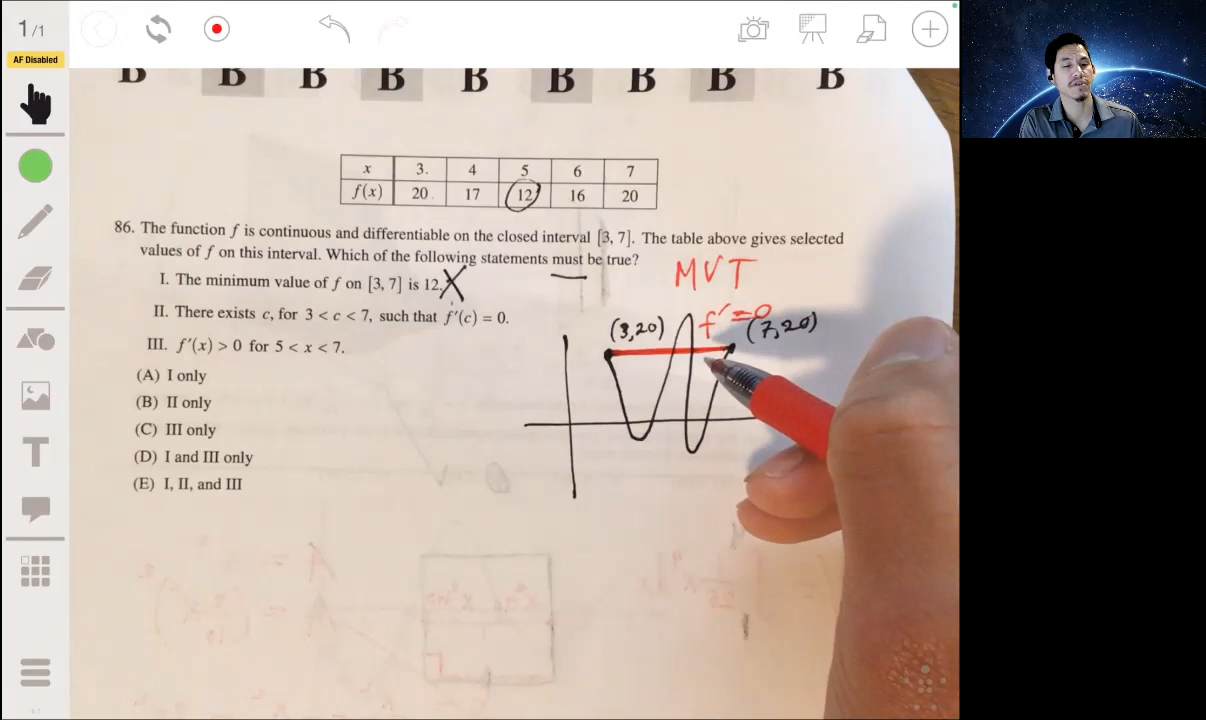 1/1
AF Disabled
B B B B B B B B B
x 3. 4 5 6 7
f(x) 20 17 12 16 20
86. The function f is continuous and differentiable on the closed interval [3, 7]. The table above gives selected
values of f on this interval. Which of the following statements must be true?
MVT
I. The minimum value of f on [3, 7] is 12.
II. There exists c, for 3 < c < 7, such that f'(c) = 0.
f' = 0
(3,20)
(7,20)
III. f'(x) > 0 for 5 < x < 7.
(A) I only
(B) II only
(C) III only
(D) I and III only
(E) I, II, and III
T